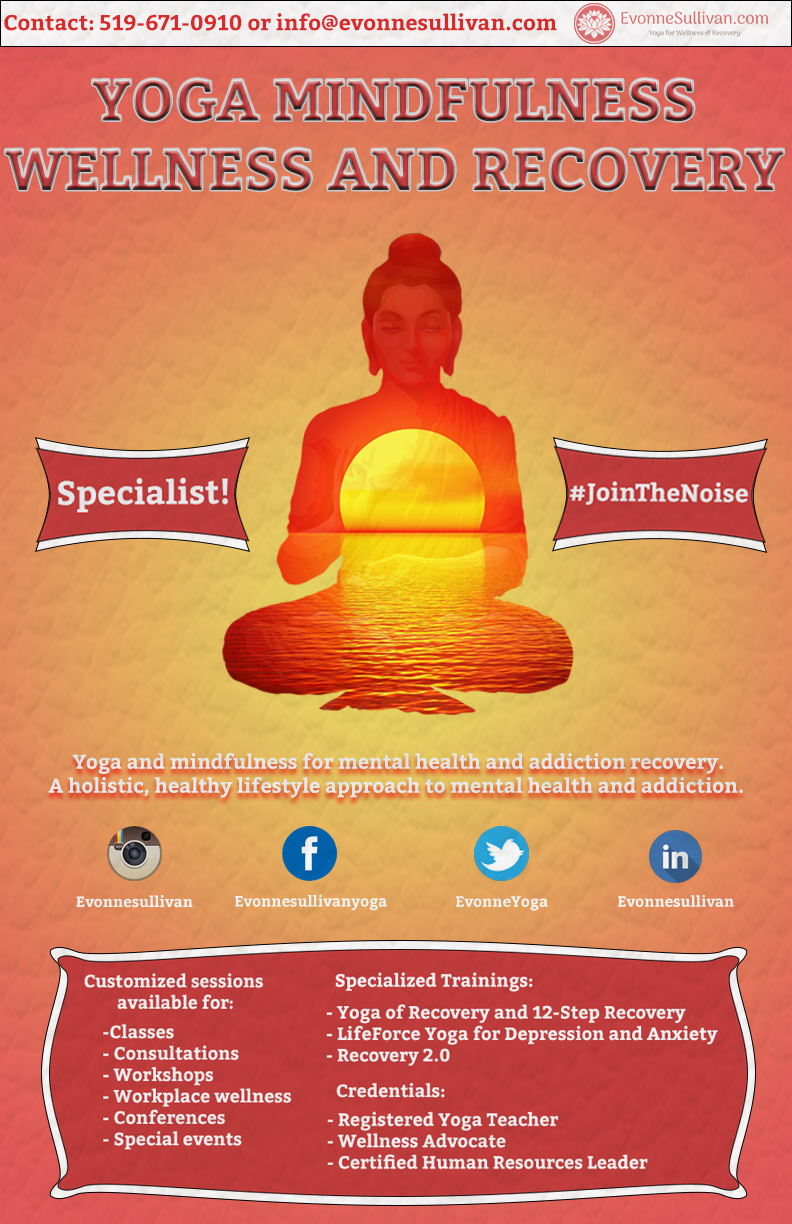 Contact: 519-671-0910 or info@evonnesullivan.com
EvonneSullivan.com
Yoga for Wellness & Recovery
YOGA MINDFULNESS
WELLNESS AND RECOVERY
Specialist!
#JoinTheNoise
Yoga and mindfulness for mental health and addiction recovery.
A holistic, healthy lifestyle approach to mental health and addiction.
Evonnesullivan
Evonnesullivanyoga
EvonneYoga
Evonnesullivan
Customized sessions
available for:
-Classes
- Consultations
- Workshops
- Workplace wellness
- Conferences
- Special events
Specialized Trainings:
- Yoga of Recovery and 12-Step Recovery
- LifeForce Yoga for Depression and Anxiety
- Recovery 2.0
Credentials:
- Registered Yoga Teacher
- Wellness Advocate
- Certified Human Resources Leader